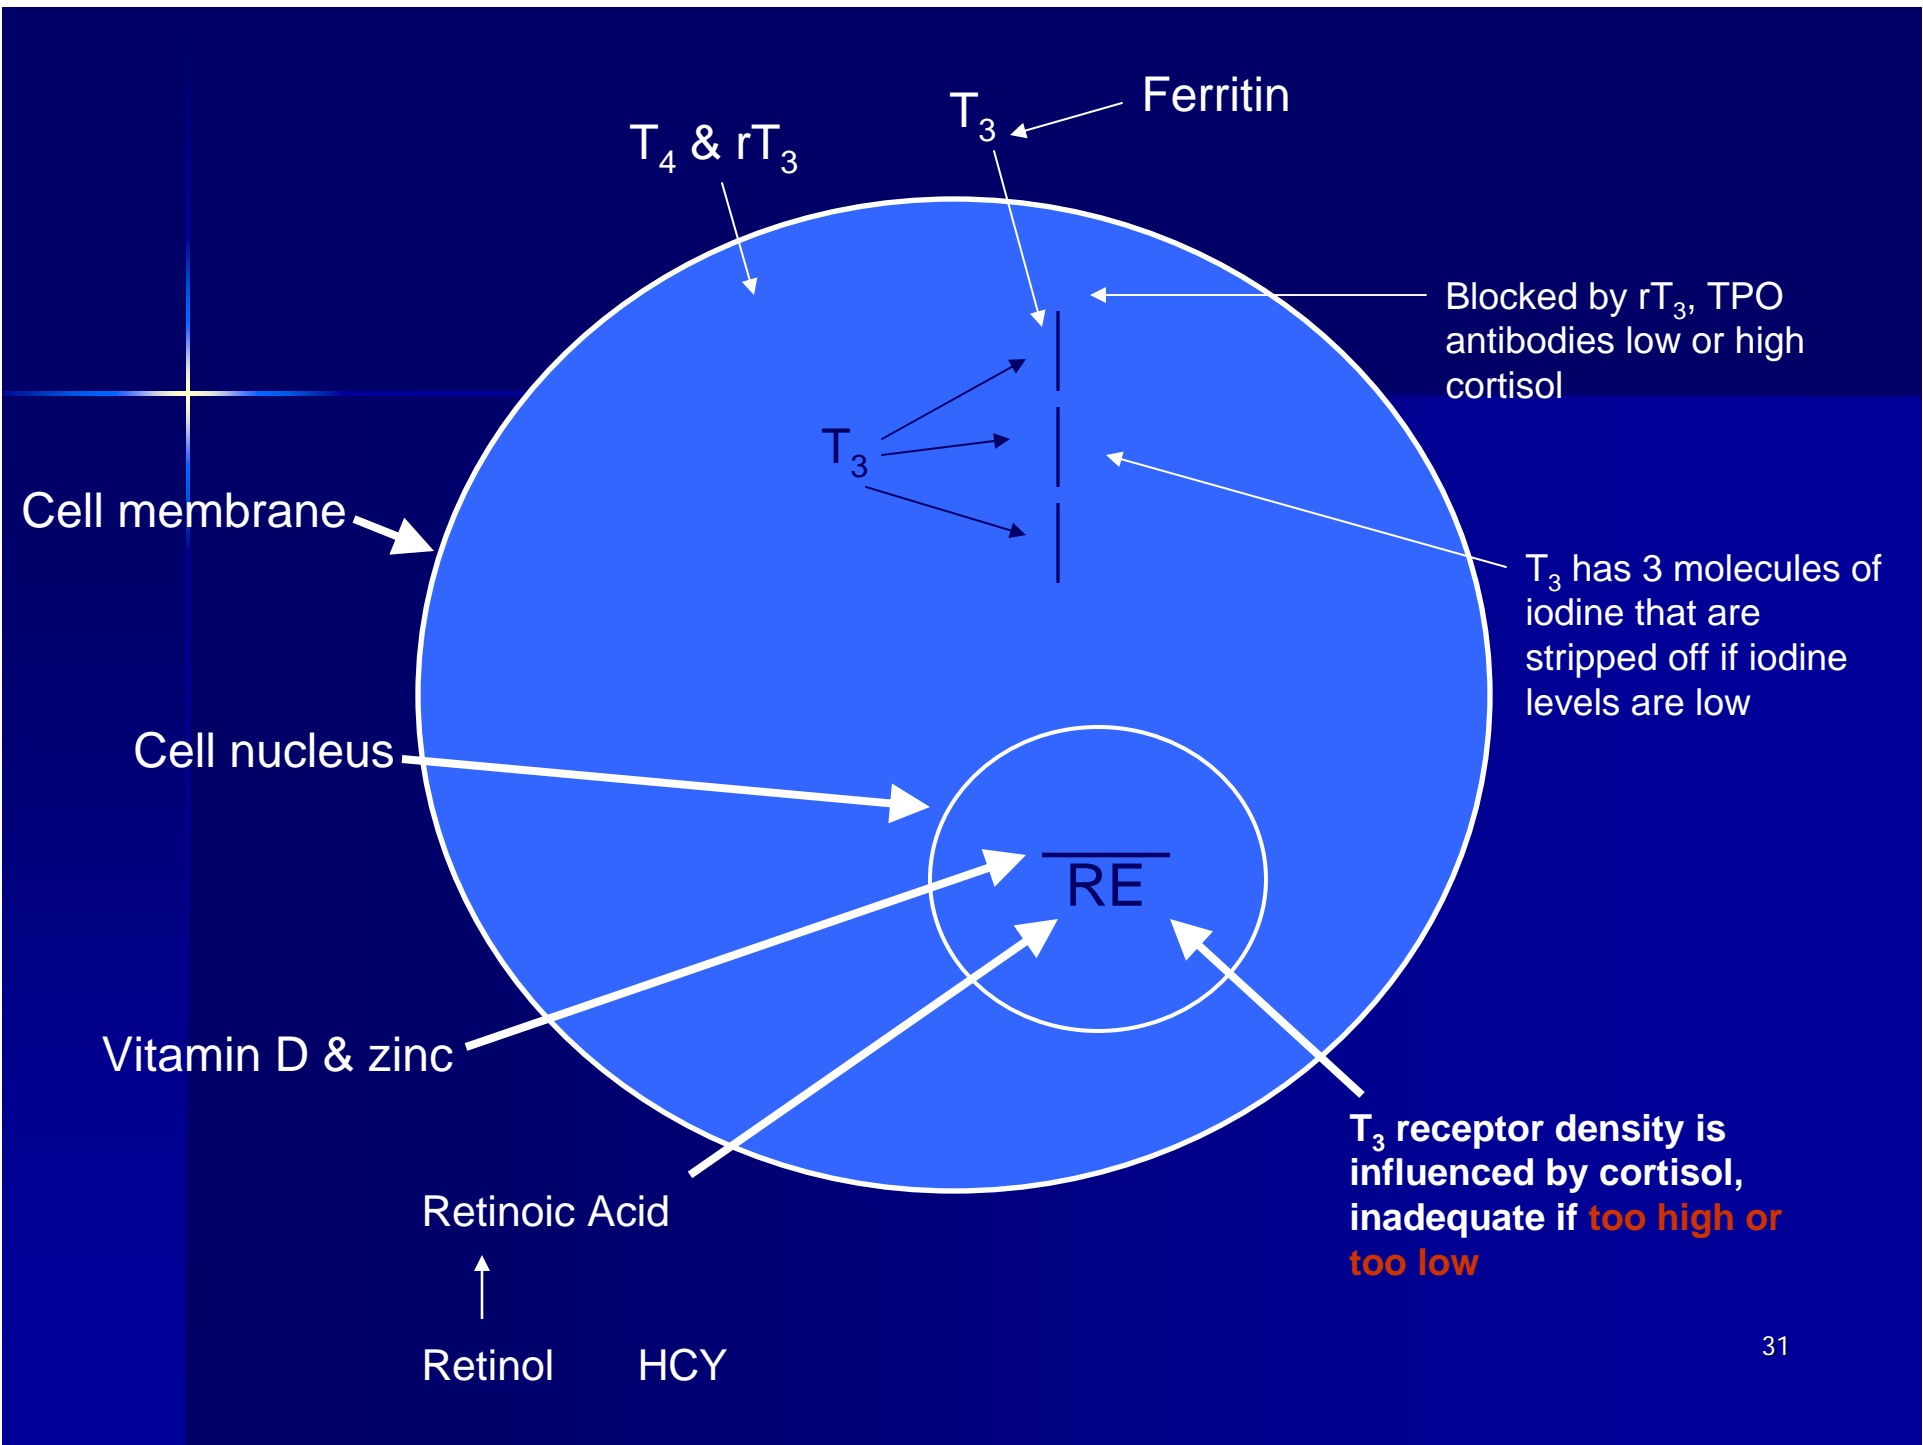 Ferritin
T₃
T₄ & rT₃
Blocked by rT₃, TPO
antibodies low or high
cortisol
T₃
Cell membrane
T₃ has 3 molecules of
iodine that are
stripped off if iodine
levels are low
Cell nucleus
RE
Vitamin D & zinc
T₃ receptor density is
influenced by cortisol,
inadequate if too high or
too low
Retinoic Acid
Retinol HCY
31